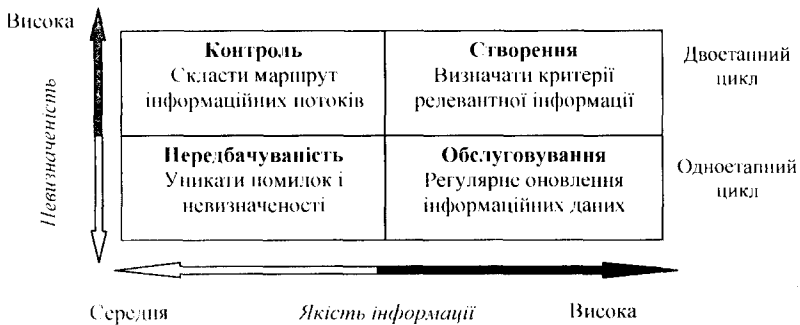 Висока
Контроль
Скласти маршрут
інформаційних потоків
Створення
Визначати критерії
релевантної інформації
Двоетапний
цикл
Невизначеність
Передбачуваність
Уникати помилок і
невизначеності
Обслуговування
Регулярне оновлення
інформаційних даних
Одноетапний
цикл
Середня
Якість інформації
Висока